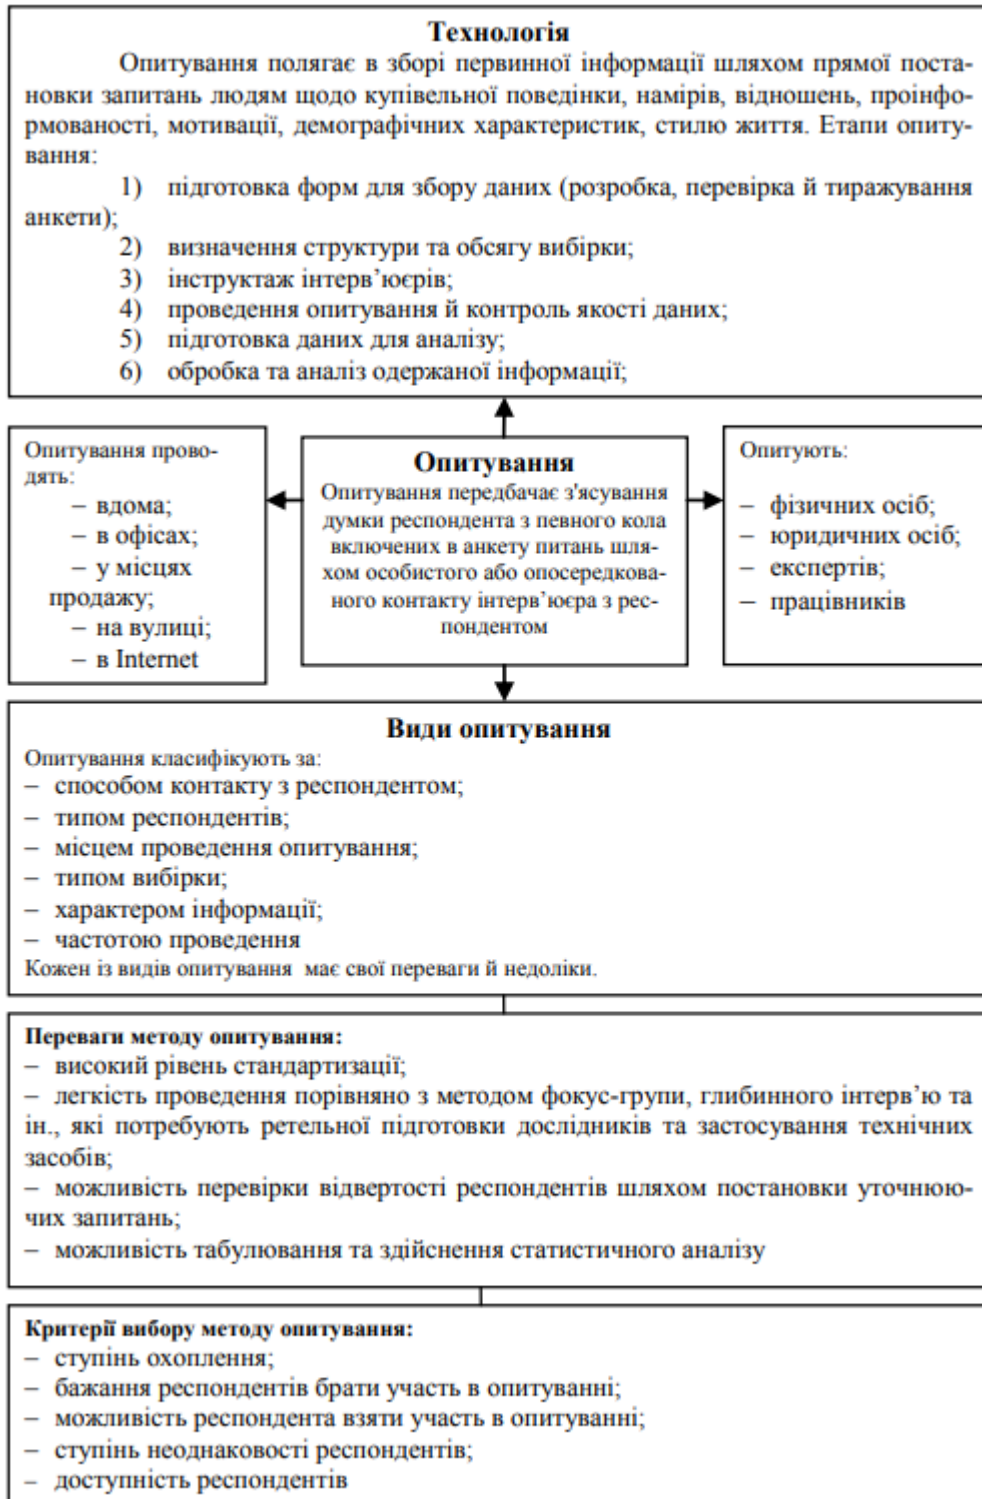 Технологія
Опитування полягає в зборі первинної інформації шляхом прямої поста-
новки запитань людям щодо купівельної поведінки, намірів, відношень, проінфо-
рмованості, мотивації, демографічних характеристик, стилю життя. Етапи опиту-
вання:
1) підготовка форм для збору даних (розробка, перевірка й тиражування
анкети);
2) визначення структури та обсягу вибірки;
3) інструктаж інтерв’юєрів;
4) проведення опитування й контроль якості даних;
5) підготовка даних для аналізу;
6) обробка та аналіз одержаної інформації;
Опитування прово-
дять:
– вдома;
– в офісах;
– у місцях
продажу;
– на вулиці;
– в Internet
Опитування
Опитування передбачає з'ясування
думки респондента з певного кола
включених в анкету питань шля-
хом особистого або опосередкова-
ного контакту інтерв’юєра з рес-
пондентом
Опитують:
– фізичних осіб;
– юридичних осіб;
– експертів;
– працівників
Види опитування
Опитування класифікують за:
– способом контакту з респондентом;
– типом респондентів;
– місцем проведення опитування;
– типом вибірки;
– характером інформації;
– частотою проведення
Кожен із видів опитування має свої переваги й недоліки.
Переваги методу опитування:
– високий рівень стандартизації;
– легкість проведення порівняно з методом фокус-групи, глибинного інтерв’ю та
ін., які потребують ретельної підготовки дослідників та застосування технічних
засобів;
– можливість перевірки відвертості респондентів шляхом постановки уточнюю-
чих запитань;
– можливість табулювання та здійснення статистичного аналізу
Критерії вибору методу опитування:
– ступінь охоплення;
– бажання респондентів брати участь в опитуванні;
– можливість респондента взяти участь в опитуванні;
– ступінь неоднаковості респондентів;
– доступність респондентів